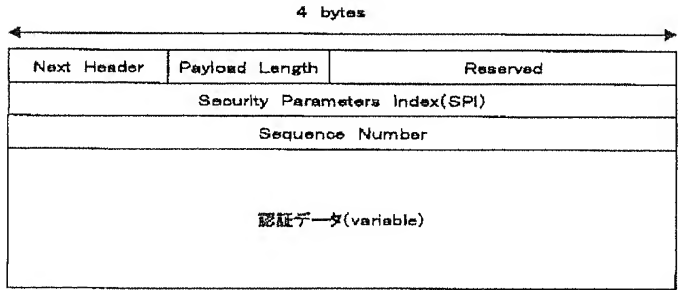 4 bytes
Next Header Payload Length Reserved
Security Parameters Index(SPI)
Sequence Number
認証データ(variable)